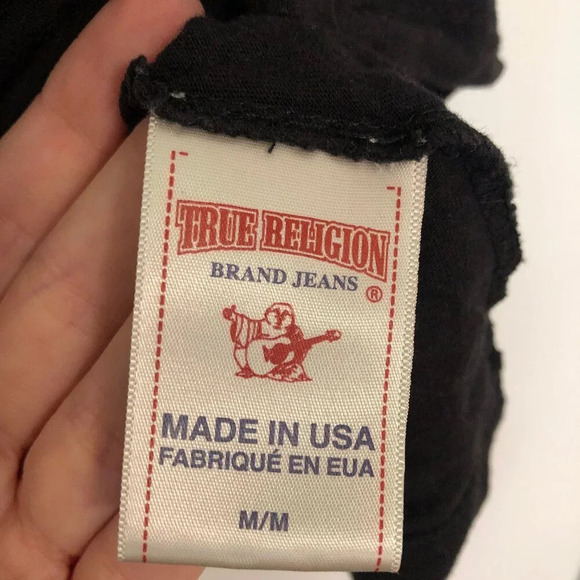 TRUE RELIGION
BRAND JEANS ®
MADE IN USA
FABRIQUÉ EN EUA
M/M